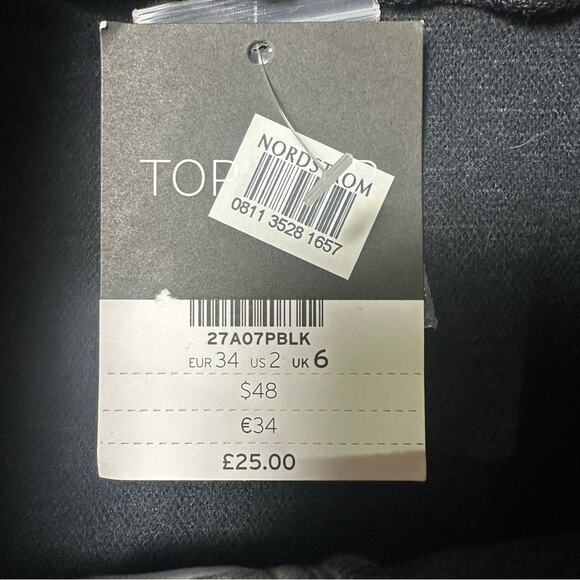 TOP
NORDSTROM
0811 3528 1657
27A07PBLK
EUR 34 US 2 UK 6
$48
€34
£25.00